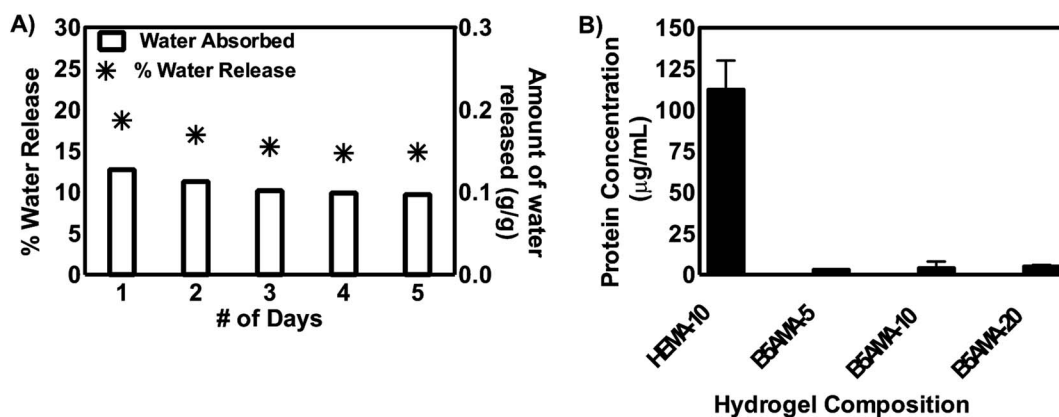 A)
% Water Release
30
25
20
15
10
5
0
Water Absorbed
% Water Release
0.3
0.2
0.1
0.0
Amount of water
released (g/g)
1 2 3 4 5
# of Days
B)
Protein Concentration
(µg/mL)
150
125
100
75
50
25
0
HEMA-10
B5AMA-5
B5AMA-10
B5AMA-20
Hydrogel Composition